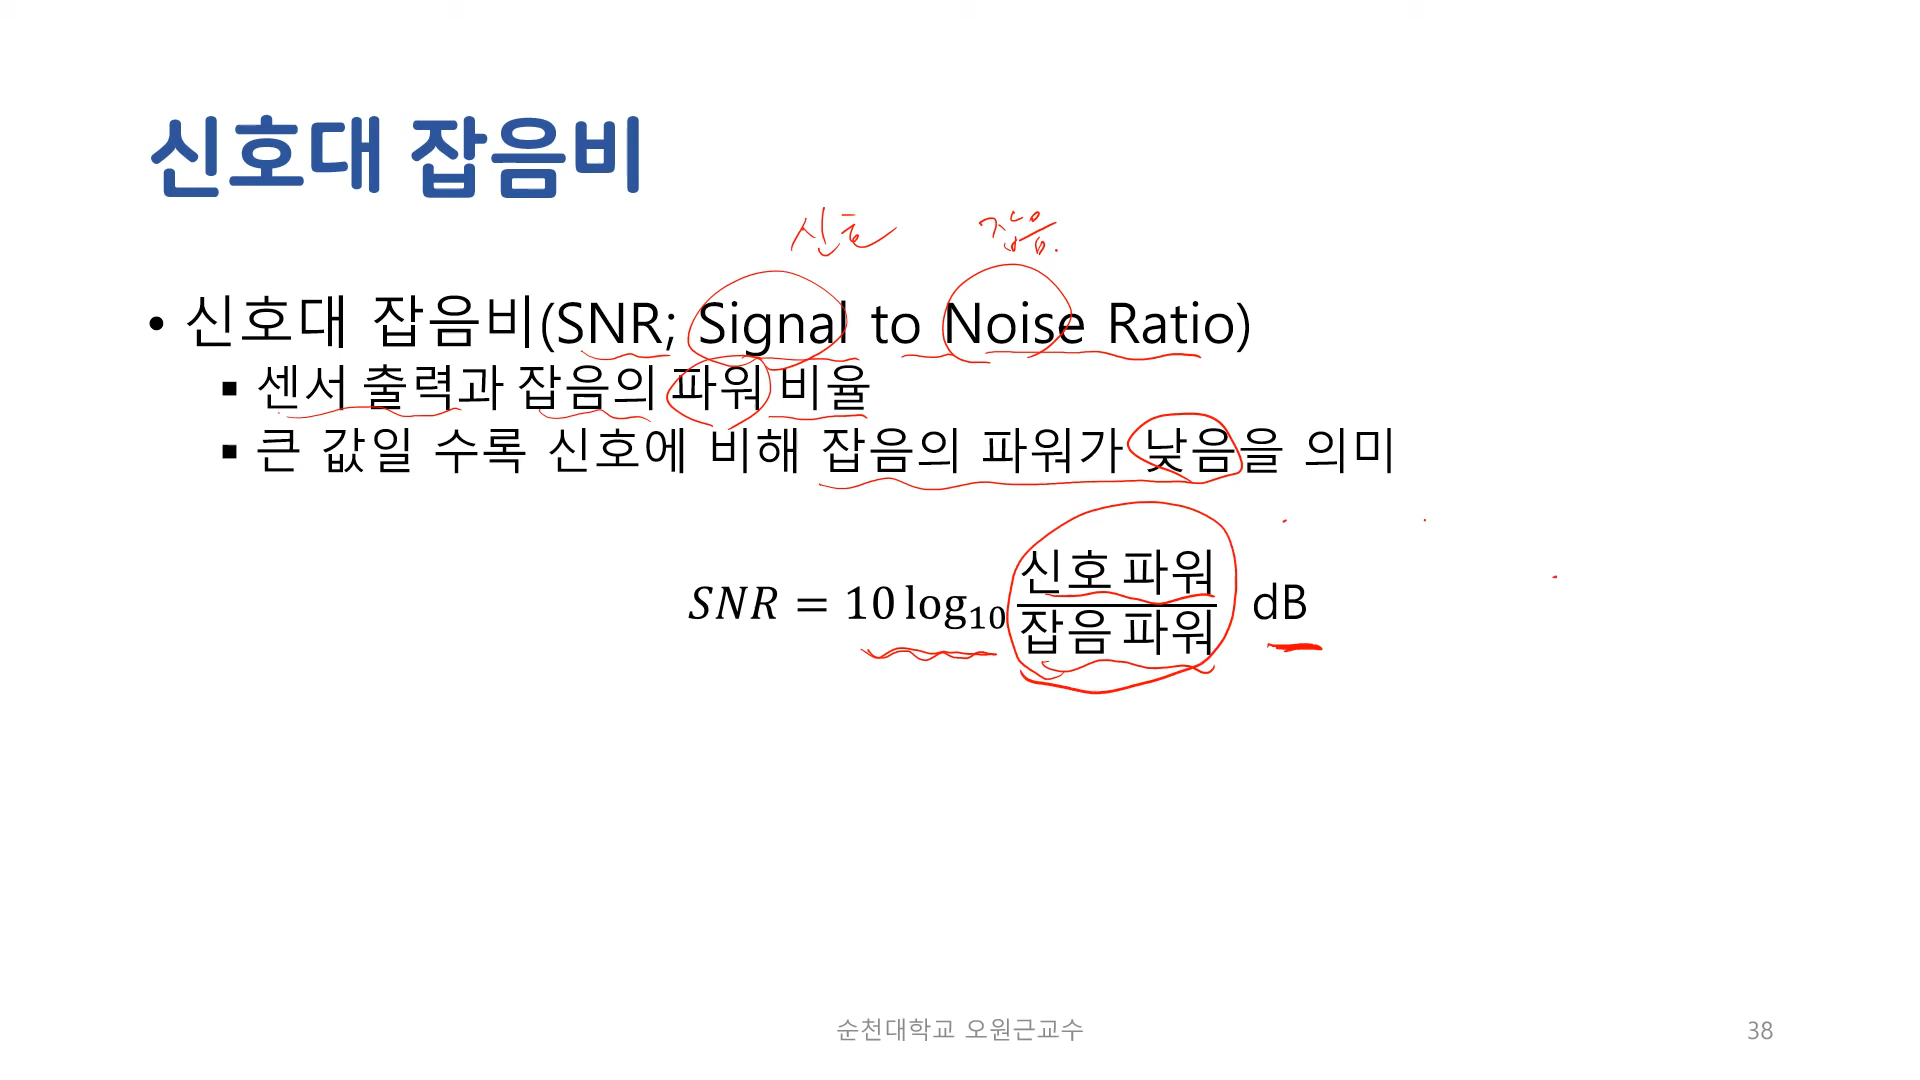 신호대 잡음비
신호 잡음.
• 신호대 잡음비(SNR; Signal to Noise Ratio)
▪ 센서 출력과 잡음의 파워 비율
▪ 큰 값일 수록 신호에 비해 잡음의 파워가 낮음을 의미
SNR = 10 log₁₀ 신호 파워 / 잡음 파워 dB
순천대학교 오원근교수
38